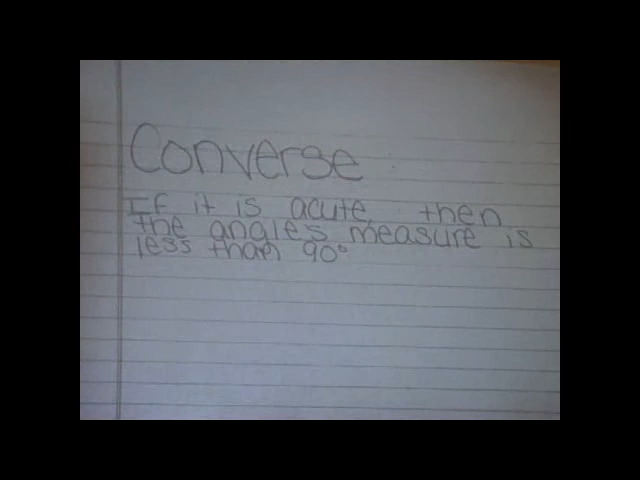 Converse
If it is acute, then
the angles measure is
less than 90°